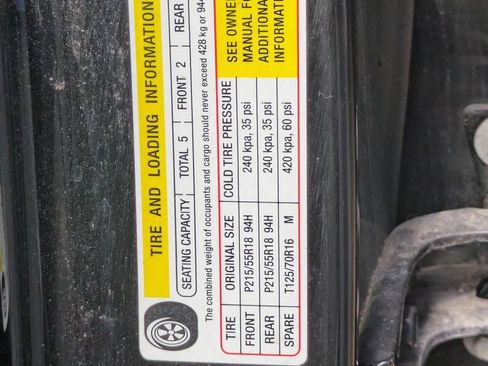 TIRE AND LOADING INFORMATION
SEATING CAPACITY TOTAL 5 FRONT 2 REAR
The combined weight of occupants and cargo should never exceed 428 kg or 94
TIRE ORIGINAL SIZE COLD TIRE PRESSURE
FRONT P215/55R18 94H 240 kpa, 35 psi
REAR P215/55R18 94H 240 kpa, 35 psi
SPARE T125/70R16 M 420 kpa, 60 psi
SEE OWNE
MANUAL FO
ADDITIONA
INFORMAT